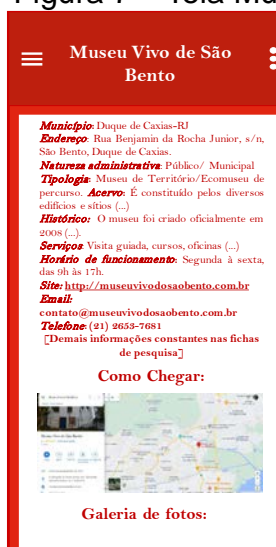 Museu Vivo de São
Bento
Município: Duque de Caxias-RJ
Endereço: Rua Benjamin da Rocha Junior, s/n,
São Bento, Duque de Caxias.
Natureza administrativa: Público/ Municipal
Tipologia: Museu de Território/Ecomuseu de
percurso. Acervo: É constituído pelos diversos
edifícios e sítios (...)
Histórico: O museu foi criado oficialmente em
2008 (...).
Serviços: Visita guiada, cursos, oficinas (...)
Horário de funcionamento: Segunda à sexta,
das 9h às 17h.
Site: http://museuvivodosaobento.com.br
Email:
contato@museuvivodosaobento.com.br
Telefone: (21) 2653-7681
[Demais informações constantes nas fichas
de pesquisa]
Como Chegar:
Galeria de fotos: